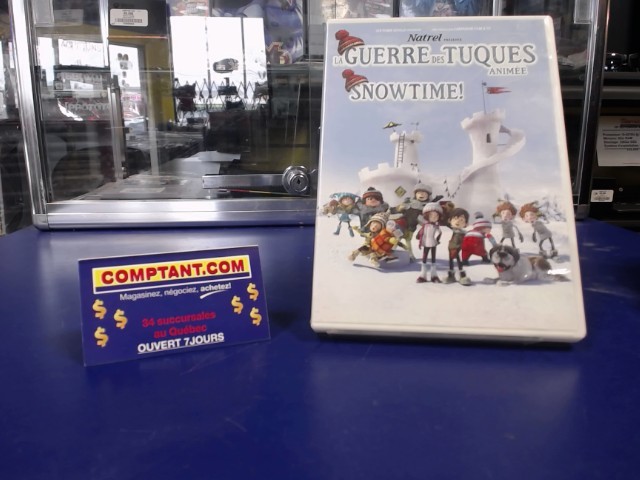 Natrel
LA GUERRE DES TUQUES
ANIMÉE
SNOWTIME!
COMPTANT.COM
Magasinez, négociez, achetez!
34 succursales
au Québec
OUVERT 7JOURS